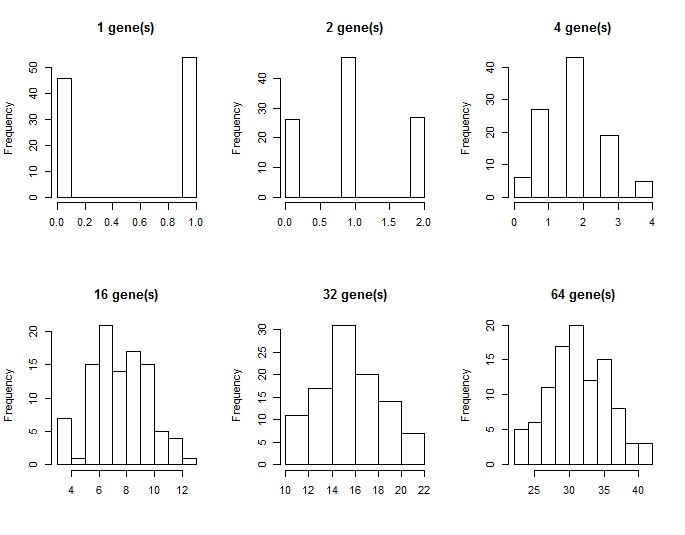 1 gene(s)
Frequency
0 10 20 30 40 50
0.0 0.2 0.4 0.6 0.8 1.0
2 gene(s)
Frequency
0 10 20 30 40
0.0 0.5 1.0 1.5 2.0
4 gene(s)
Frequency
0 10 20 30 40
0 1 2 3 4
16 gene(s)
Frequency
0 5 10 15 20
4 6 8 10 12
32 gene(s)
Frequency
0 5 10 15 20 25 30
10 12 14 16 18 20 22
64 gene(s)
Frequency
0 5 10 15 20
25 30 35 40